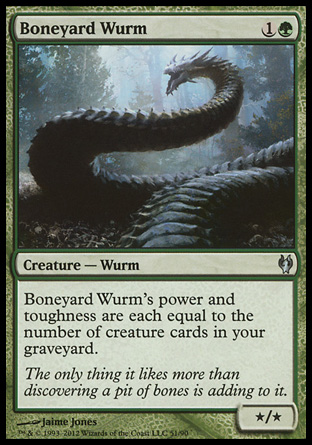 Boneyard Wurm 1
Creature — Wurm
Boneyard Wurm's power and
toughness are each equal to the
number of creature cards in your
graveyard.
The only thing it likes more than
discovering a pit of bones is adding to it.
Jaime Jones
™ & © 1993–2012 Wizards of the Coast LLC 51/90
*/*